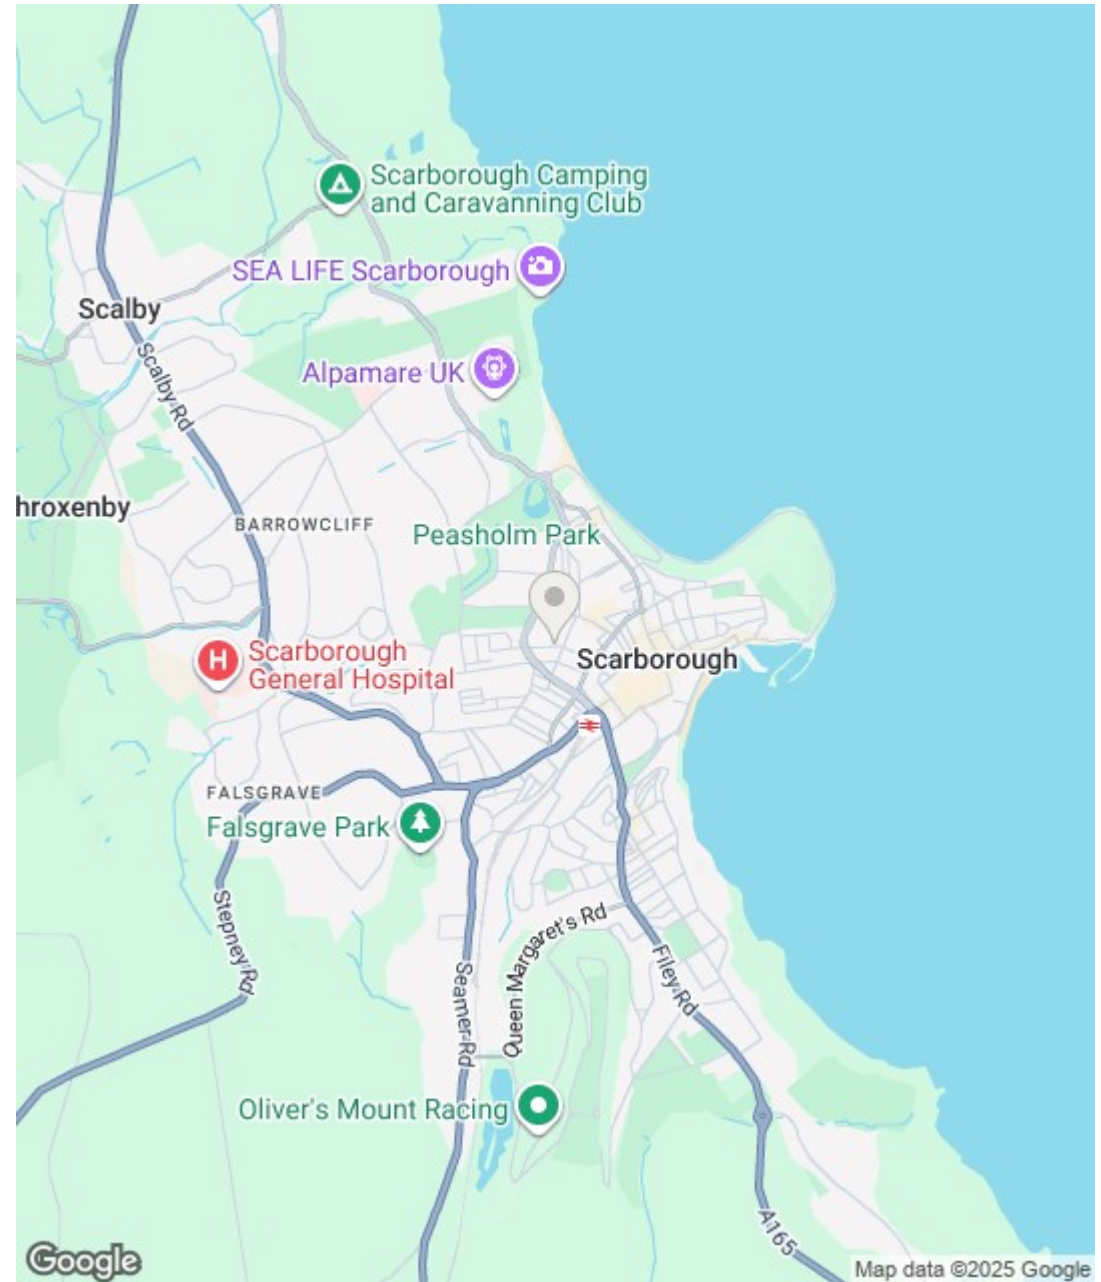 Scarborough Camping
and Caravanning Club
SEA LIFE Scarborough
Scalby
Scalby Rd
Alpamare UK
hroxenby
BARROWCLIFF
Peasholm Park
Scarborough
General Hospital
Scarborough
FALSGRAVE
Falsgrave Park
Stepney Rd
Seamer Rd
Queen Margaret's Rd
Filey Rd
Oliver's Mount Racing
A165
Google
Map data ©2025 Google